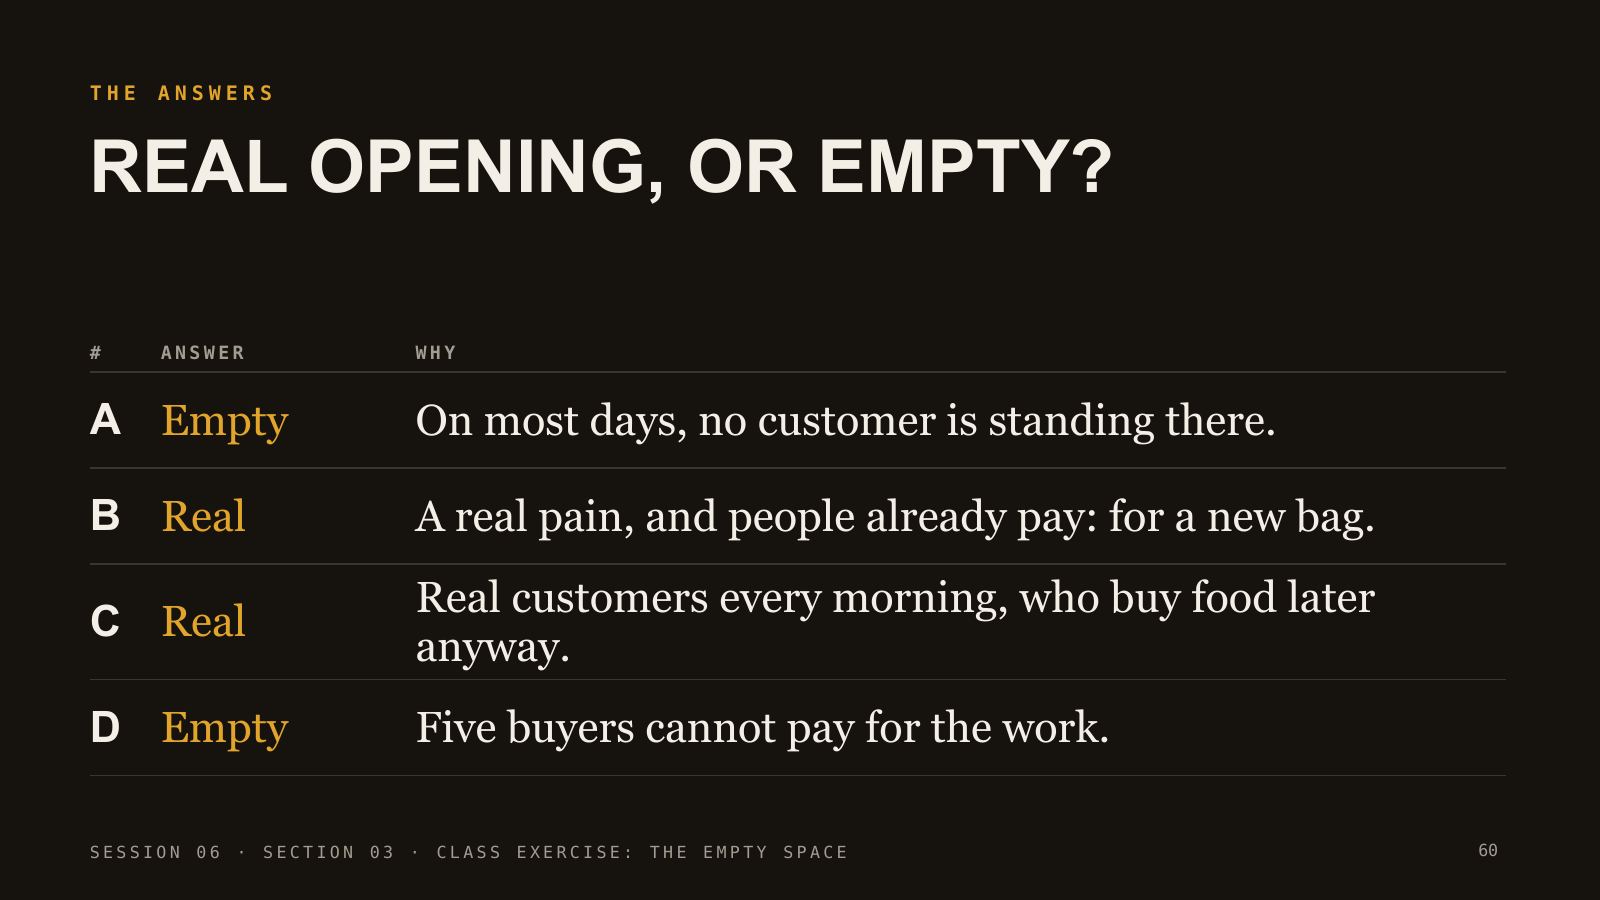 THE ANSWERS
REAL OPENING, OR EMPTY?
# ANSWER WHY
A Empty On most days, no customer is standing there.
B Real A real pain, and people already pay: for a new bag.
C Real Real customers every morning, who buy food later
anyway.
D Empty Five buyers cannot pay for the work.
SESSION 06 · SECTION 03 · CLASS EXERCISE: THE EMPTY SPACE 60